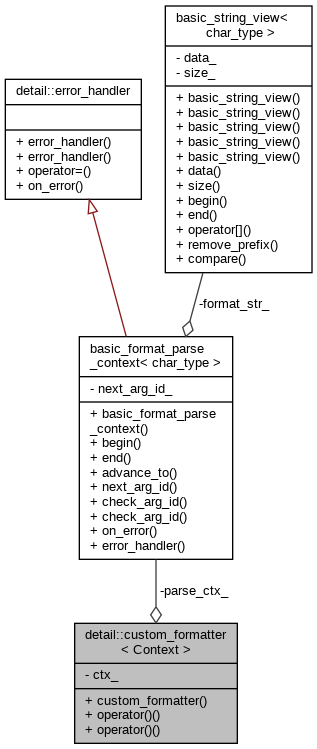 basic_string_view<
char_type >
- data_
- size_
+ basic_string_view()
+ basic_string_view()
+ basic_string_view()
+ basic_string_view()
+ basic_string_view()
+ data()
+ size()
+ begin()
+ end()
+ operator[]()
+ remove_prefix()
+ compare()
detail::error_handler
+ error_handler()
+ error_handler()
+ operator=()
+ on_error()
-format_str_
basic_format_parse
_context< char_type >
- next_arg_id_
+ basic_format_parse
_context()
+ begin()
+ end()
+ advance_to()
+ next_arg_id()
+ check_arg_id()
+ check_arg_id()
+ on_error()
+ error_handler()
-parse_ctx_
detail::custom_formatter
< Context >
- ctx_
+ custom_formatter()
+ operator()()
+ operator()()